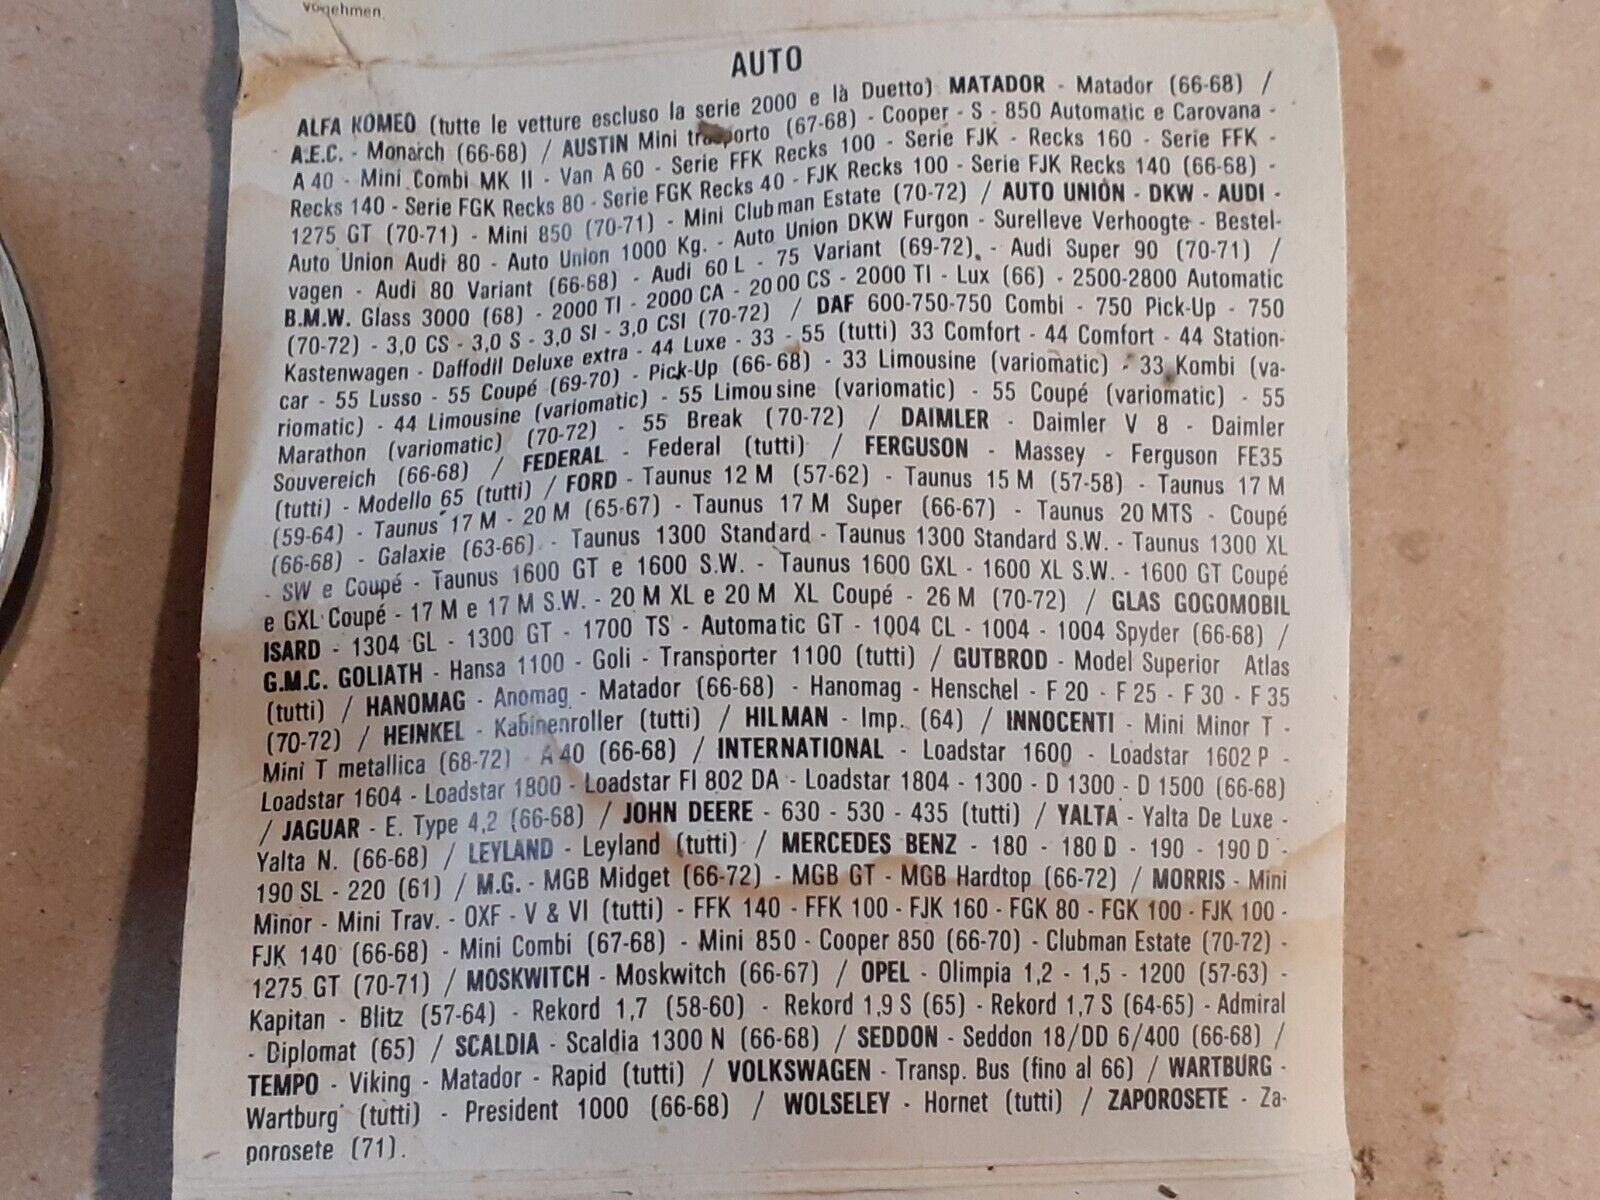 vogehmen.
AUTO
ALFA ROMEO (tutte le vetture escluso la serie 2000 e là Duetto) MATADOR - Matador (66-68) /
A.E.C. - Monarch (66-68) / AUSTIN Mini trasporto (67-68) - Cooper - S - 850 Automatic e Carovana -
A 40 - Mini Combi MK II - Van A 60 - Serie FFK Recks 100 - Serie FJK - Recks 160 - Serie FFK -
Recks 140 - Serie FGK Recks 80 - Serie FGK Recks 40 - FJK Recks 100 - Serie FJK Recks 140 (66-68) -
1275 GT (70-71) - Mini 850 (70-71) - Mini Clubman Estate (70-72) / AUTO UNION - DKW - AUDI -
Auto Union Audi 80 - Auto Union 1000 Kg. - Auto Union DKW Furgon - Surelleve Verhoogte - Bestel-
vagen - Audi 80 Variant (66-68) - Audi 60 L - 75 Variant (69-72). - Audi Super 90 (70-71) /
B.M.W. Glass 3000 (68) - 2000 TI - 2000 CA - 2000 CS - 2000 TI - Lux (66) - 2500-2800 Automatic
(70-72) - 3,0 CS - 3,0 S - 3,0 SI - 3,0 CSI (70-72) / DAF 600-750-750 Combi - 750 Pick-Up - 750
Kastenwagen - Daffodil Deluxe extra - 44 Luxe - 33 - 55 (tutti) 33 Comfort - 44 Comfort - 44 Station-
car - 55 Lusso - 55 Coupé (69-70) - Pick-Up (66-68) - 33 Limousine (variomatic) - 33 Kombi (va-
riomatic) - 44 Limousine (variomatic) - 55 Limousine (variomatic) - 55 Coupé (variomatic) - 55
Marathon (variomatic) (70-72) - 55 Break (70-72) / DAIMLER - Daimler V 8 - Daimler
Souvereich (66-68) / FEDERAL - Federal (tutti) / FERGUSON - Massey - Ferguson FE35
(tutti) - Modello 65 (tutti) / FORD - Taunus 12 M (57-62) - Taunus 15 M (57-58) - Taunus 17 M
(59-64) - Taunus 17 M - 20 M (65-67) - Taunus 17 M Super (66-67) - Taunus 20 MTS - Coupé
(66-68) - Galaxie (63-66) - Taunus 1300 Standard - Taunus 1300 Standard S.W. - Taunus 1300 XL
- SW e Coupé - Taunus 1600 GT e 1600 S.W. - Taunus 1600 GXL - 1600 XL S.W. - 1600 GT Coupé
e GXL Coupé - 17 M e 17 M S.W. - 20 M XL e 20 M XL Coupé - 26 M (70-72) / GLAS GOGOMOBIL
ISARD - 1304 GL - 1300 GT - 1700 TS - Automatic GT - 1004 CL - 1004 - 1004 Spyder (66-68) /
G.M.C. GOLIATH - Hansa 1100 - Goli - Transporter 1100 (tutti) / GUTBROD - Model Superior Atlas
(tutti) / HANOMAG - Anomag - Matador (66-68) - Hanomag - Henschel - F 20 - F 25 - F 30 - F 35
(70-72) / HEINKEL - Kabinenroller (tutti) / HILMAN - Imp. (64) / INNOCENTI - Mini Minor T -
Mini T metallica (68-72) - A 40 (66-68) / INTERNATIONAL - Loadstar 1600 - Loadstar 1602 P -
Loadstar 1604 - Loadstar 1800 - Loadstar FI 802 DA - Loadstar 1804 - 1300 - D 1300 - D 1500 (66-68)
/ JAGUAR - E. Type 4,2 (66-68) / JOHN DEERE - 630 - 530 - 435 (tutti) / YALTA - Yalta De Luxe -
Yalta N. (66-68) / LEYLAND - Leyland (tutti) / MERCEDES BENZ - 180 - 180 D - 190 - 190 D -
190 SL - 220 (61) / M.G. - MGB Midget (66-72) - MGB GT - MGB Hardtop (66-72) / MORRIS - Mini
Minor - Mini Trav. - OXF - V & VI (tutti) - FFK 140 - FFK 100 - FJK 160 - FGK 80 - FGK 100 - FJK 100 -
FJK 140 (66-68) - Mini Combi (67-68) - Mini 850 - Cooper 850 (66-70) - Clubman Estate (70-72) -
1275 GT (70-71) / MOSKWITCH - Moskwitch (66-67) / OPEL - Olimpia 1,2 - 1,5 - 1200 (57-63) -
Kapitan - Blitz (57-64) - Rekord 1,7 (58-60) - Rekord 1,9 S (65) - Rekord 1,7 S (64-65) - Admiral
- Diplomat (65) / SCALDIA - Scaldia 1300 N (66-68) / SEDDON - Seddon 18/DD 6/400 (66-68) /
TEMPO - Viking - Matador - Rapid (tutti) / VOLKSWAGEN - Transp. Bus (fino al 66) / WARTBURG -
Wartburg (tutti) - President 1000 (66-68) / WOLSELEY - Hornet (tutti) / ZAPOROSETE - Za-
porosete (71).